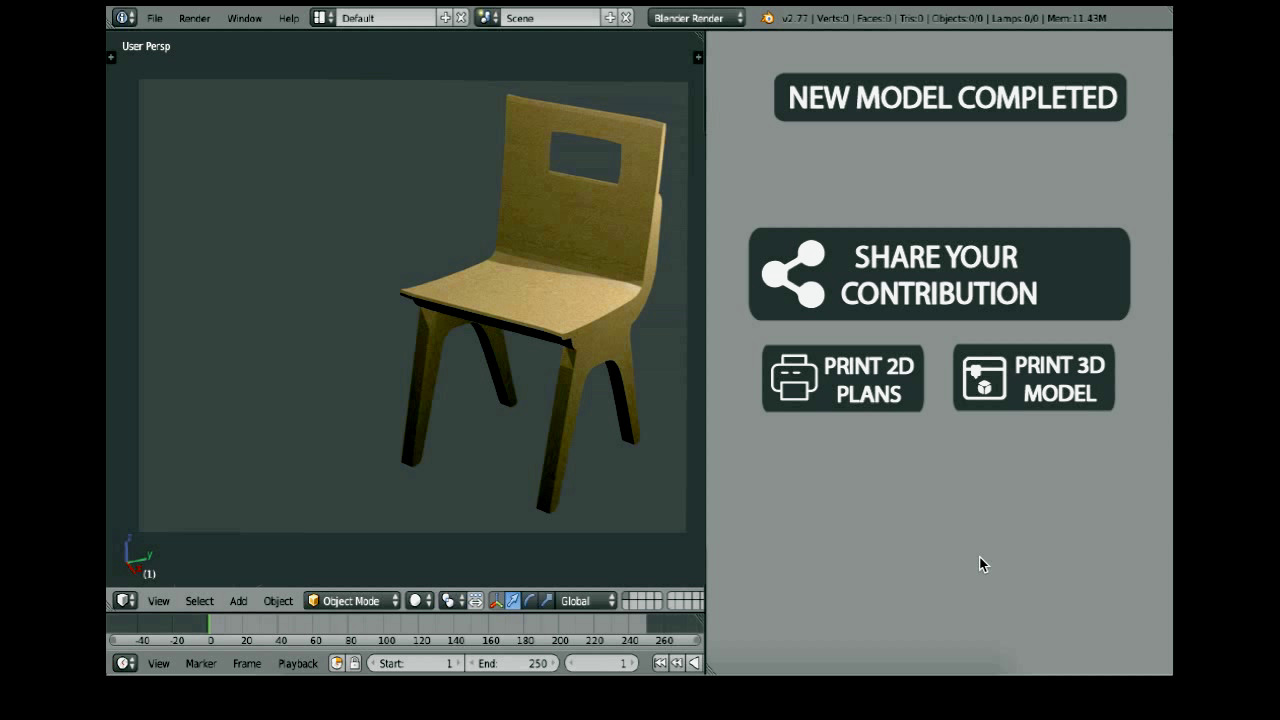 File Render Window Help Default Scene Blender Render v2.77 | Verts:0 | Faces:0 | Tris:0 | Objects:0/0 | Lamps:0/0 | Mem:11.43M
User Persp
NEW MODEL COMPLETED
SHARE YOUR
CONTRIBUTION
PRINT 2D
PLANS
PRINT 3D
MODEL
z
y
x
(1)
View Select Add Object Object Mode Global
-40 -20 0 20 40 60 80 100 120 140 160 180 200 220 240 260
View Marker Frame Playback Start: 1 End: 250 1